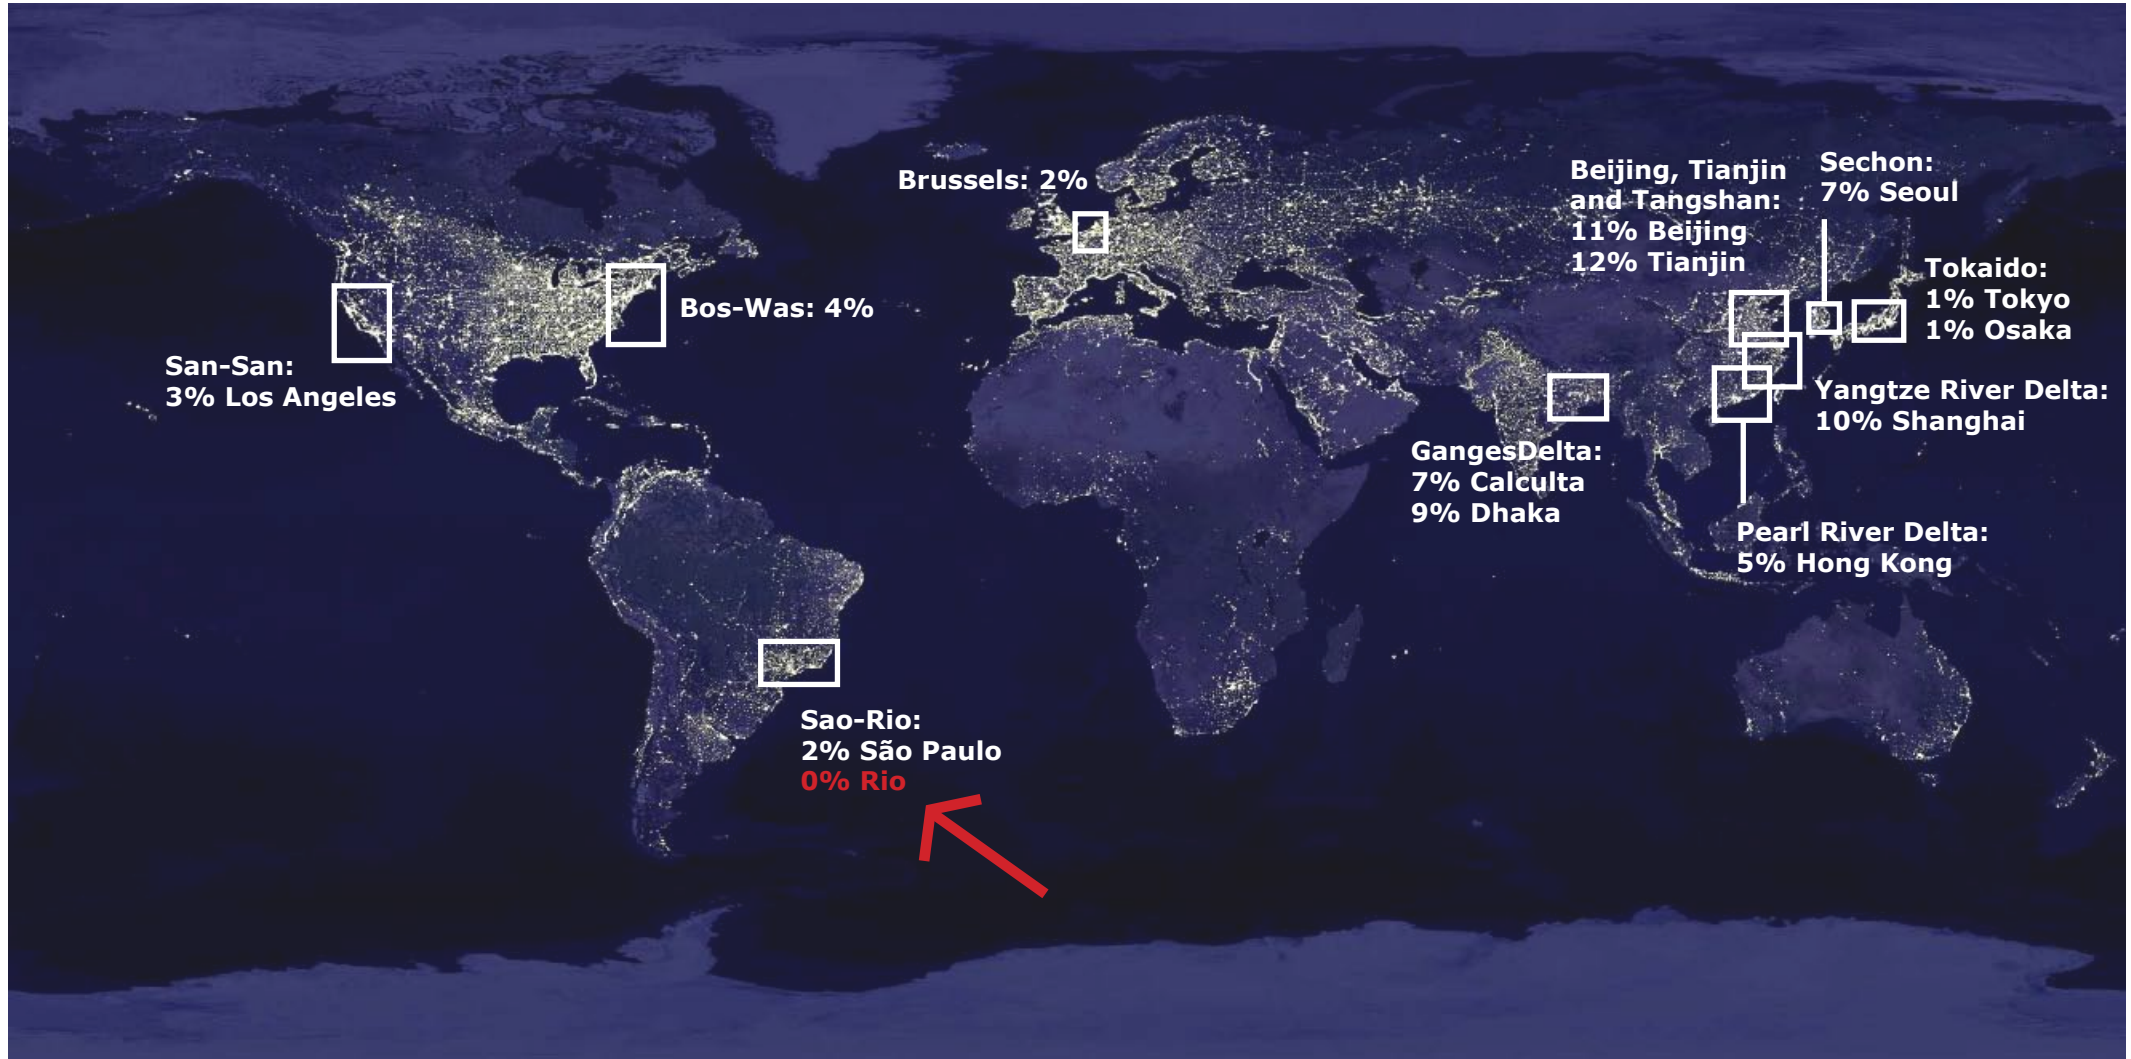 Brussels: 2%
Beijing, Tianjin
and Tangshan:
11% Beijing
12% Tianjin
Sechon:
7% Seoul
Tokaido:
1% Tokyo
1% Osaka
Bos-Was: 4%
San-San:
3% Los Angeles
Yangtze River Delta:
10% Shanghai
GangesDelta:
7% Calculta
9% Dhaka
Pearl River Delta:
5% Hong Kong
Sao-Rio:
2% São Paulo
0% Rio